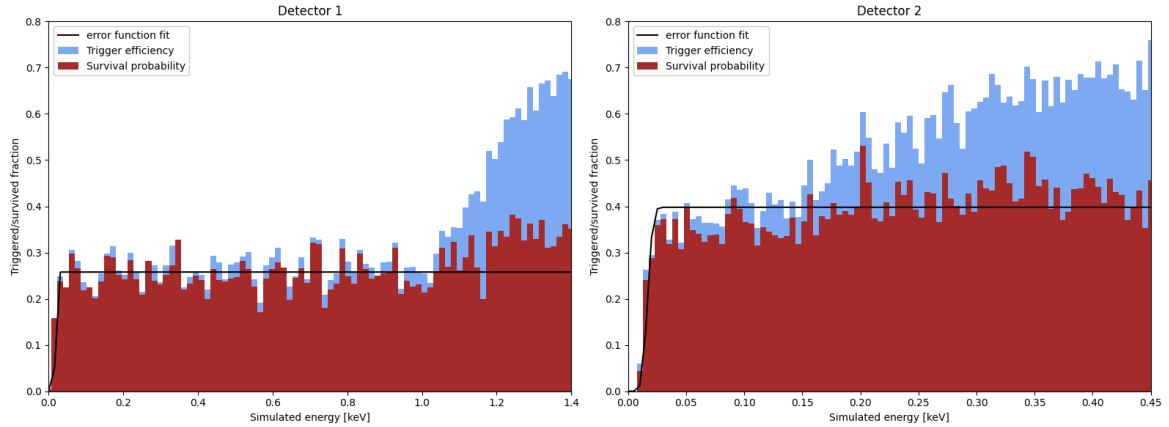 Detector 1
error function fit
Trigger efficiency
Survival probability
Triggered/survived fraction
0.8
0.7
0.6
0.5
0.4
0.3
0.2
0.1
0.0
0.0 0.2 0.4 0.6 0.8 1.0 1.2 1.4
Simulated energy [keV]
Detector 2
error function fit
Trigger efficiency
Survival probability
Triggered/survived fraction
0.8
0.7
0.6
0.5
0.4
0.3
0.2
0.1
0.0
0.00 0.05 0.10 0.15 0.20 0.25 0.30 0.35 0.40 0.45
Simulated energy [keV]